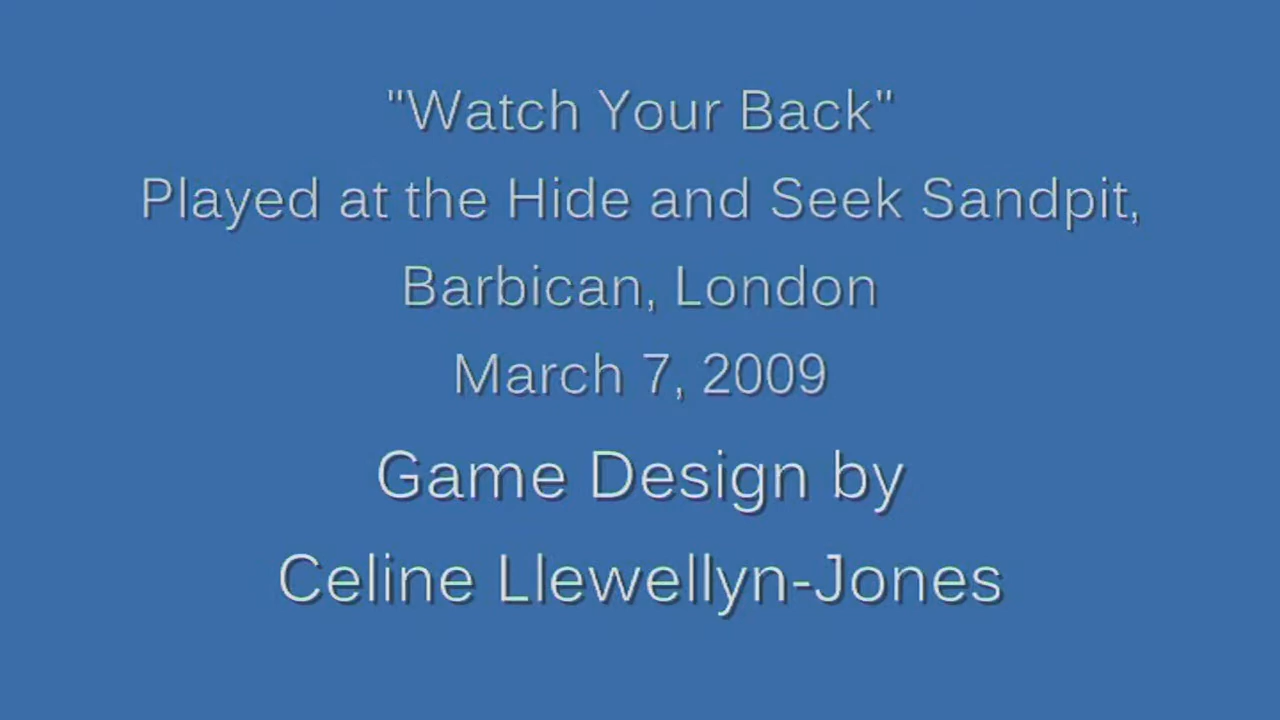 "Watch Your Back"
Played at the Hide and Seek Sandpit,
Barbican, London
March 7, 2009
Game Design by
Celine Llewellyn-Jones